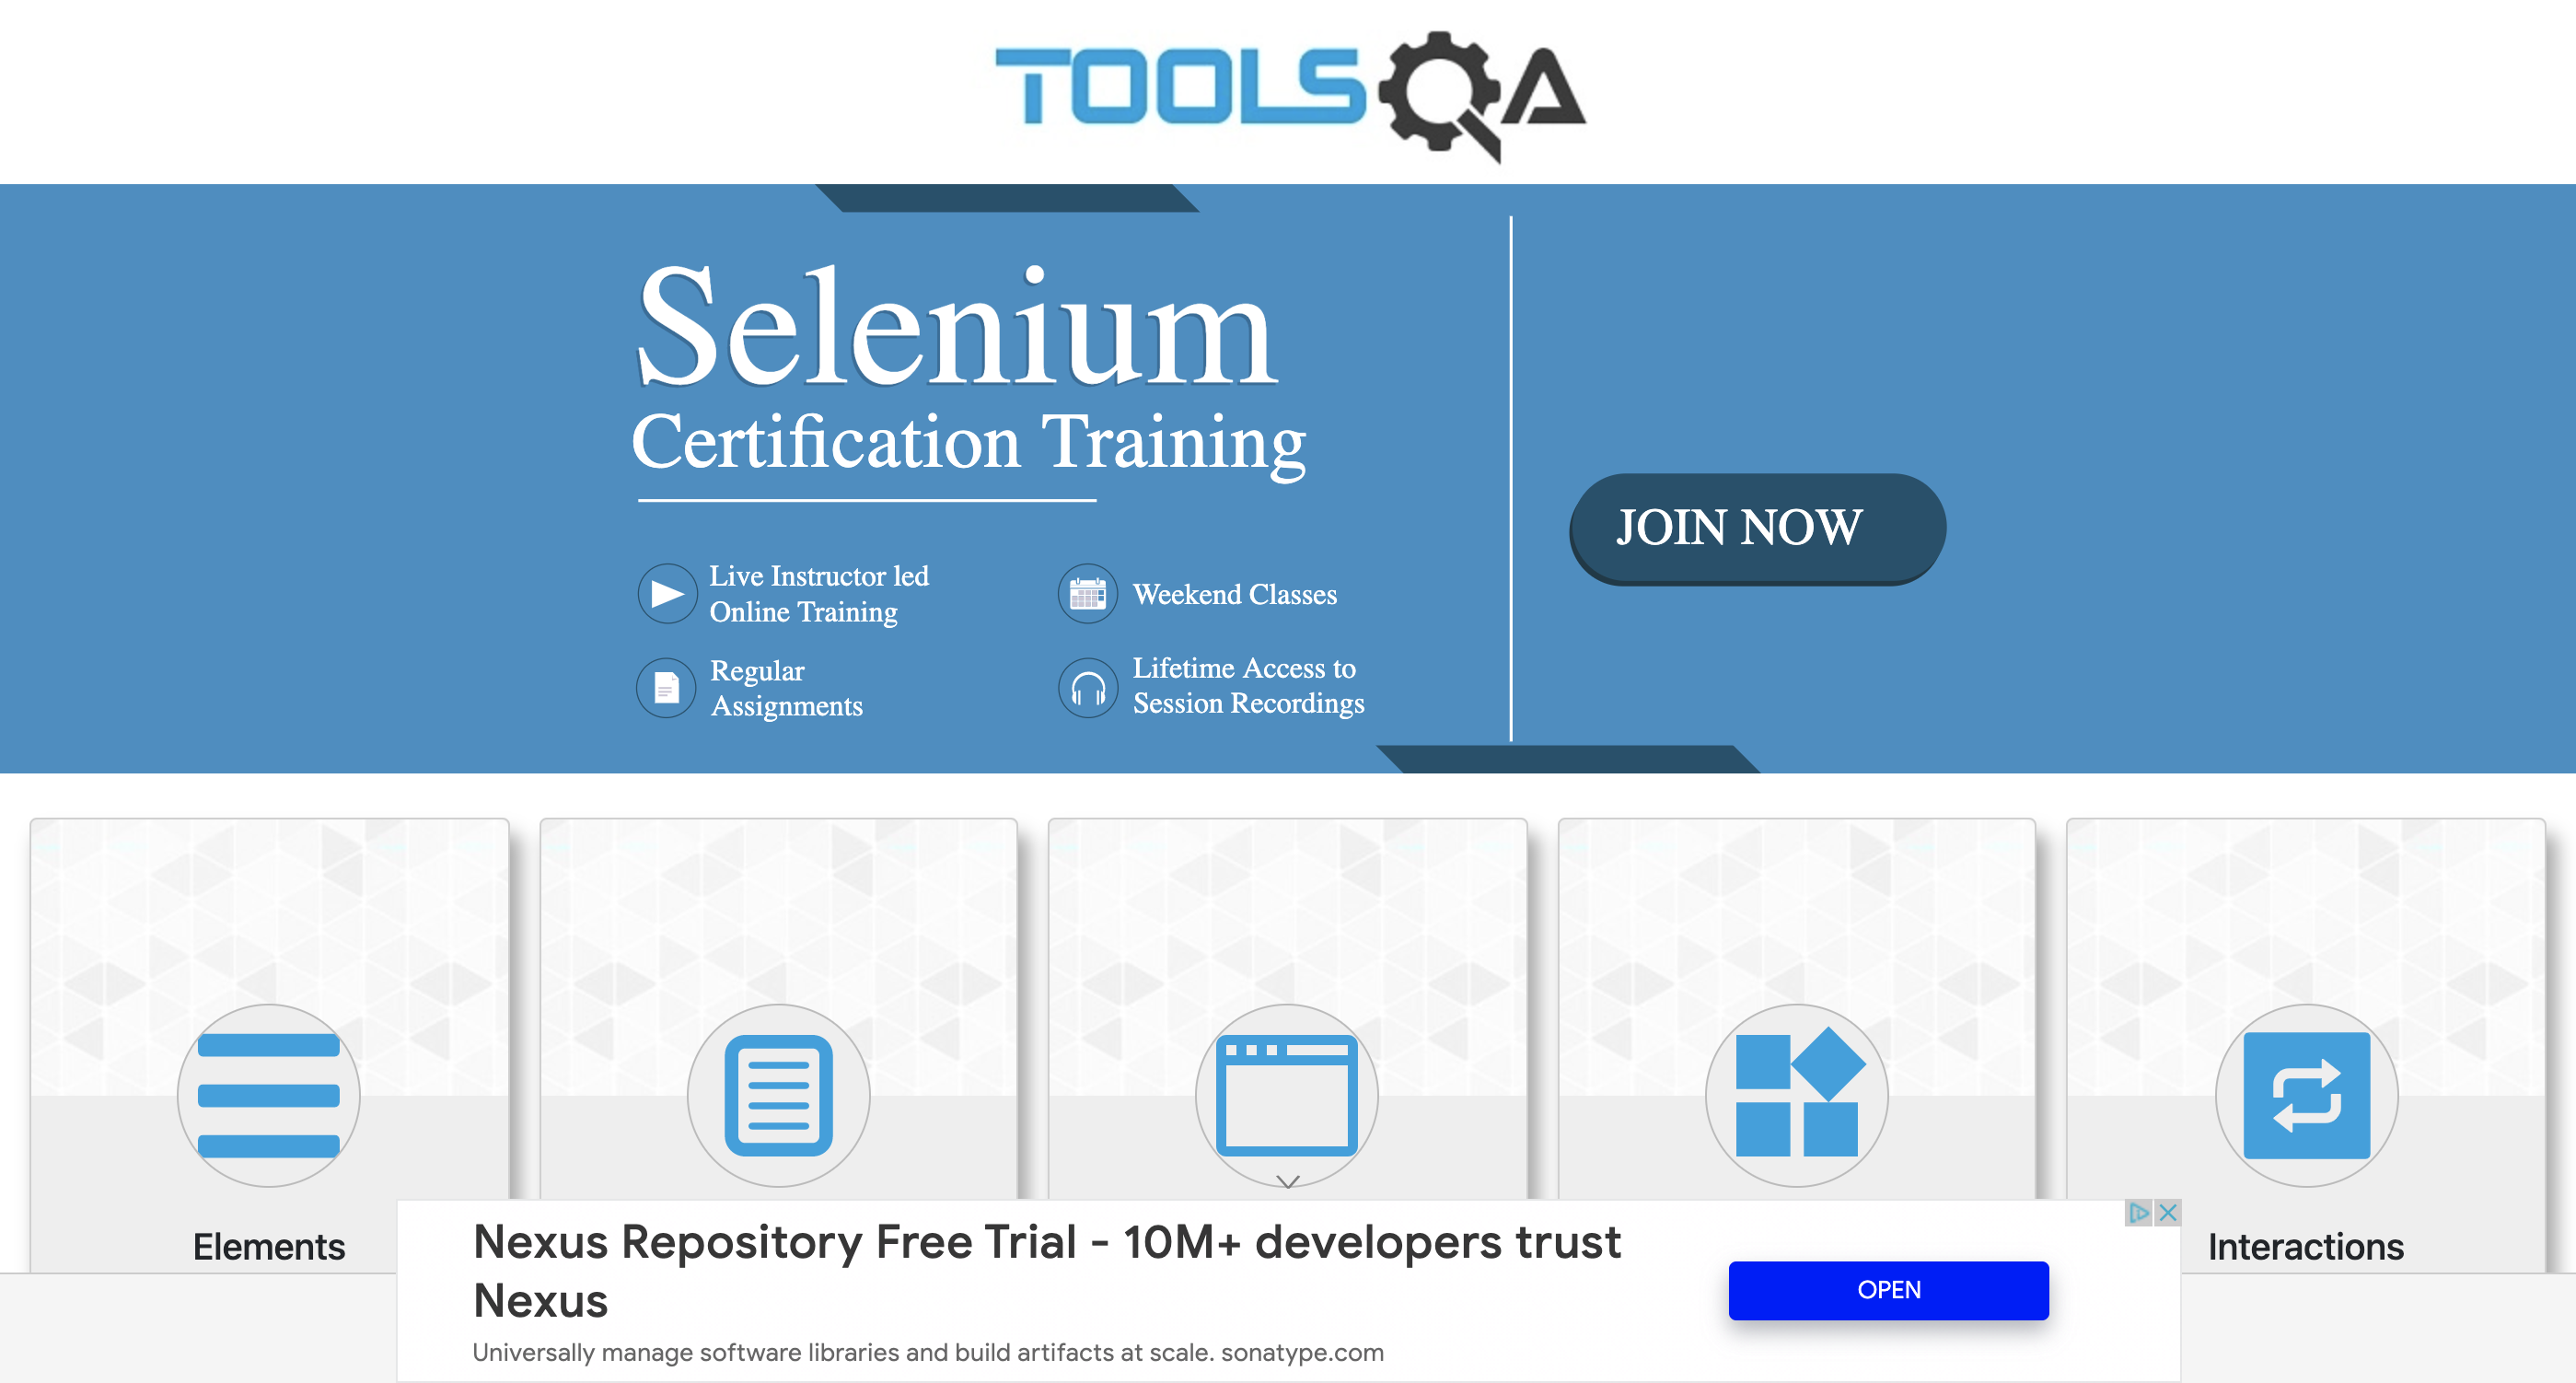 TOOLSQA
Selenium
Certification Training
JOIN NOW
Live Instructor led
Online Training
Weekend Classes
Regular
Assignments
Lifetime Access to
Session Recordings
Elements
Interactions
Nexus Repository Free Trial - 10M+ developers trust
Nexus
OPEN
Universally manage software libraries and build artifacts at scale. sonatype.com